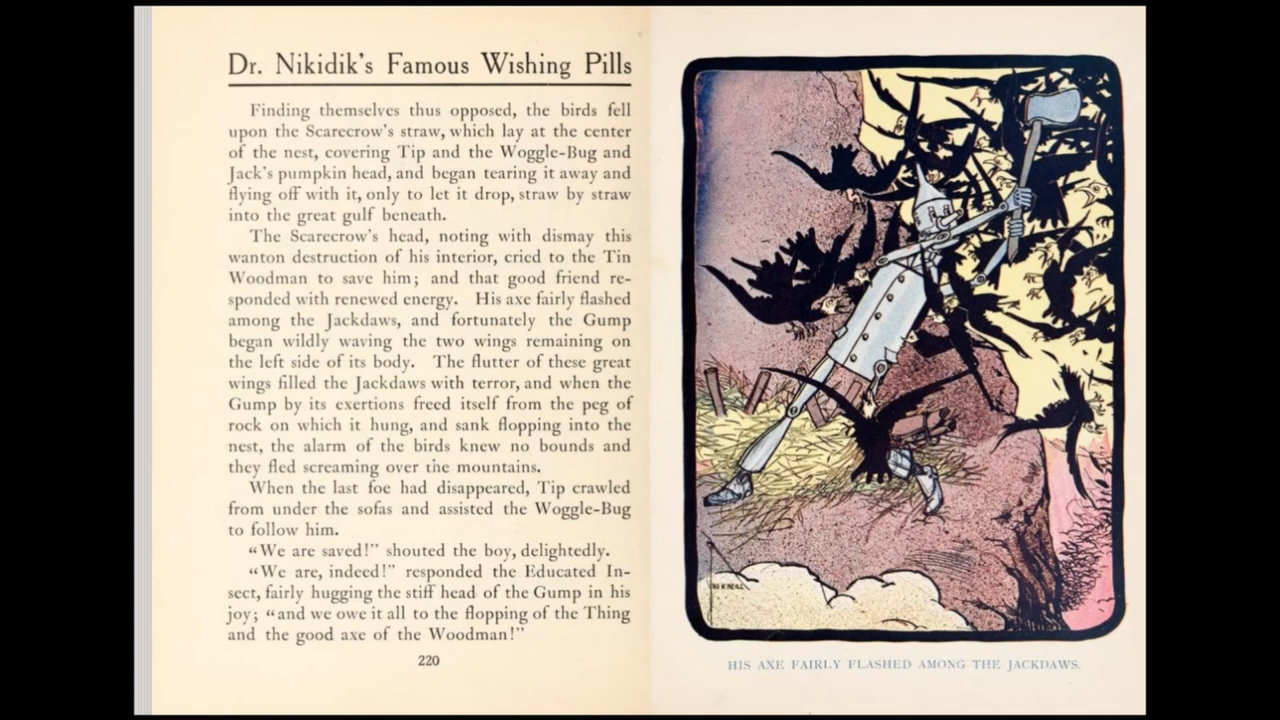 Dr. Nikidik's Famous Wishing Pills
Finding themselves thus opposed, the birds fell
upon the Scarecrow's straw, which lay at the center
of the nest, covering Tip and the Woggle-Bug and
Jack's pumpkin head, and began tearing it away and
flying off with it, only to let it drop, straw by straw
into the great gulf beneath.
The Scarecrow's head, noting with dismay this
wanton destruction of his interior, cried to the Tin
Woodman to save him; and that good friend re-
sponded with renewed energy. His axe fairly flashed
among the Jackdaws, and fortunately the Gump
began wildly waving the two wings remaining on
the left side of its body. The flutter of these great
wings filled the Jackdaws with terror, and when the
Gump by its exertions freed itself from the peg of
rock on which it hung, and sank flopping into the
nest, the alarm of the birds knew no bounds and
they fled screaming over the mountains.
When the last foe had disappeared, Tip crawled
from under the sofas and assisted the Woggle-Bug
to follow him.
"We are saved!" shouted the boy, delightedly.
"We are, indeed!" responded the Educated In-
sect, fairly hugging the stiff head of the Gump in his
joy; "and we owe it all to the flopping of the Thing
and the good axe of the Woodman!"
220
HIS AXE FAIRLY FLASHED AMONG THE JACKDAWS.